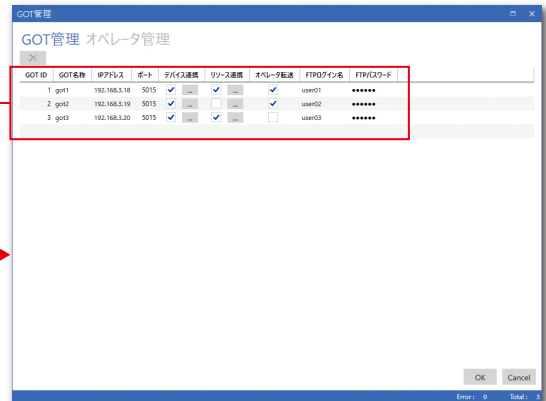 GOT管理
GOT管理 オペレータ管理
GOT ID GOT名称 IPアドレス ポート デバイス連携 リソース連携 オペレータ転送 FTPログイン名 FTPパスワード
1 got1 192.168.3.18 5015 ... ... user01 ●●●●●●
2 got2 192.168.3.19 5015 ... ... user02 ●●●●●●
3 got3 192.168.3.20 5015 ... ... user03 ●●●●●●
OK Cancel
Error : 0 Total : 3